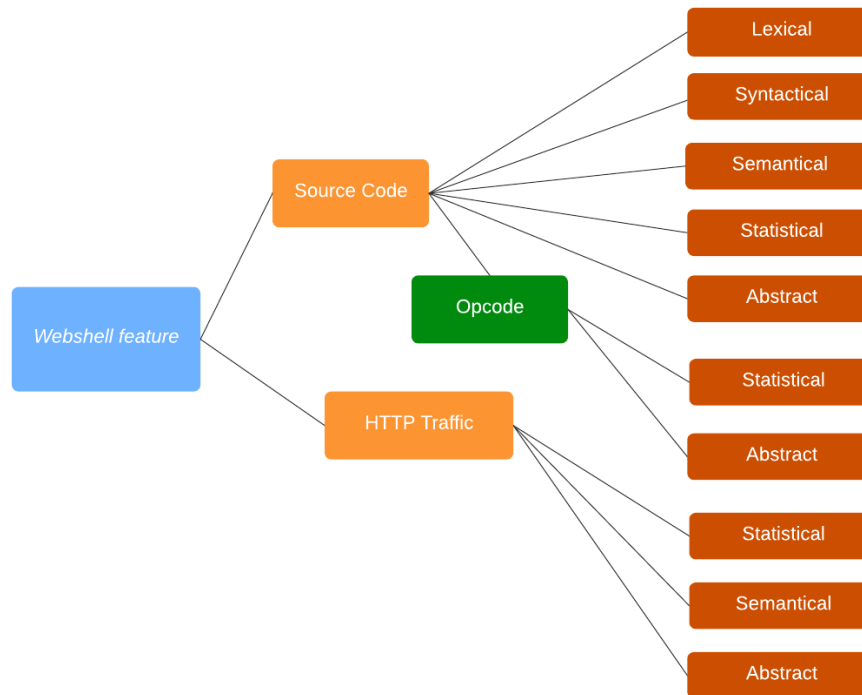 Lexical
Syntactical
Source Code
Semantical
Statistical
Opcode
Abstract
Webshell feature
Statistical
HTTP Traffic
Abstract
Statistical
Semantical
Abstract